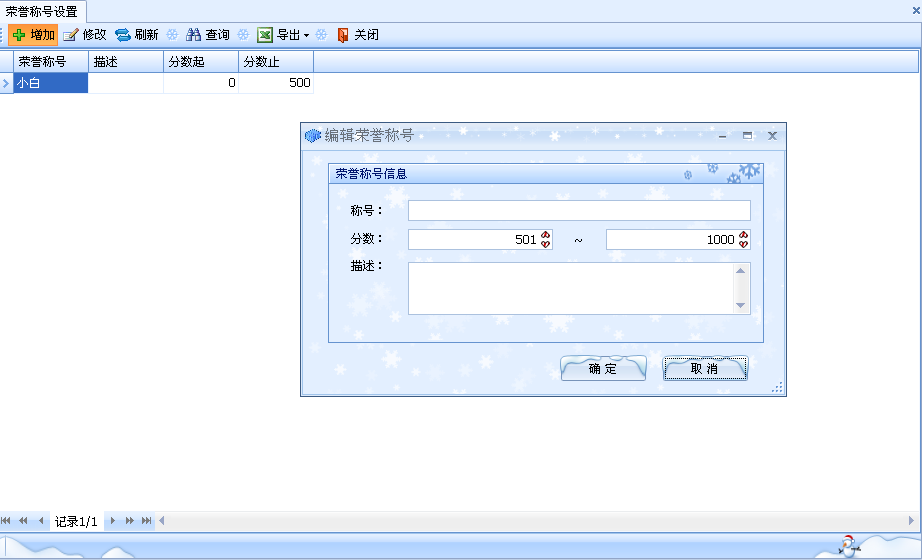 荣誉称号设置
增加 修改 刷新 查询 导出 关闭
荣誉称号 描述 分数起 分数止
小白 0 500
编辑荣誉称号
荣誉称号信息
称号：
分数： 501 ~ 1000
描述：
确定 取消
记录1/1